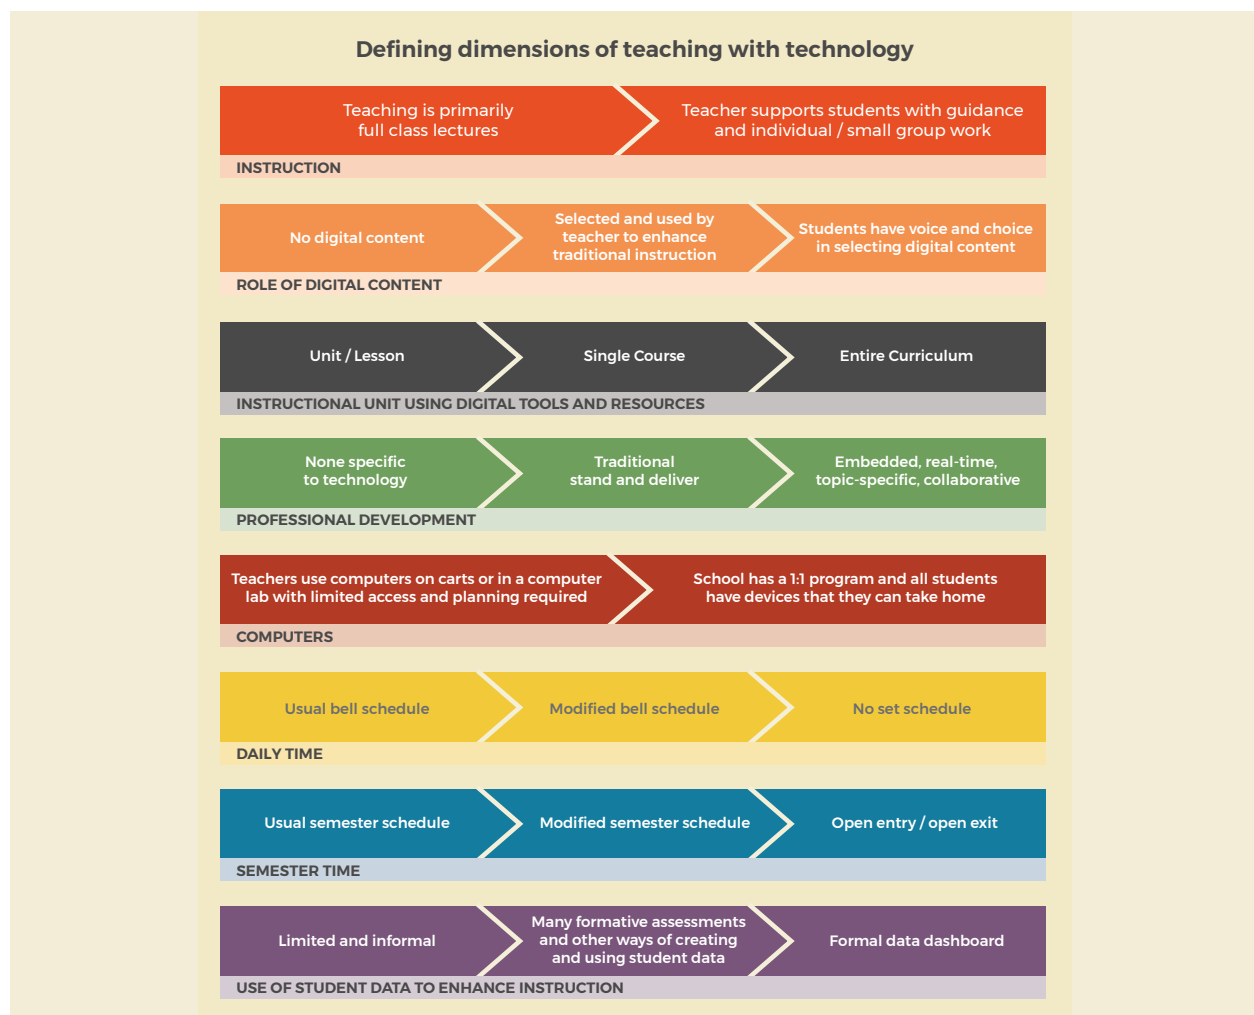 Defining dimensions of teaching with technology
Teaching is primarily
full class lectures
Teacher supports students with guidance
and individual / small group work
INSTRUCTION
No digital content
Selected and used by
teacher to enhance
traditional instruction
Students have voice and choice
in selecting digital content
ROLE OF DIGITAL CONTENT
Unit / Lesson
Single Course
Entire Curriculum
INSTRUCTIONAL UNIT USING DIGITAL TOOLS AND RESOURCES
None specific
to technology
Traditional
stand and deliver
Embedded, real-time,
topic-specific, collaborative
PROFESSIONAL DEVELOPMENT
Teachers use computers on carts or in a computer
lab with limited access and planning required
School has a 1:1 program and all students
have devices that they can take home
COMPUTERS
Usual bell schedule
Modified bell schedule
No set schedule
DAILY TIME
Usual semester schedule
Modified semester schedule
Open entry / open exit
SEMESTER TIME
Limited and informal
Many formative assessments
and other ways of creating
and using student data
Formal data dashboard
USE OF STUDENT DATA TO ENHANCE INSTRUCTION